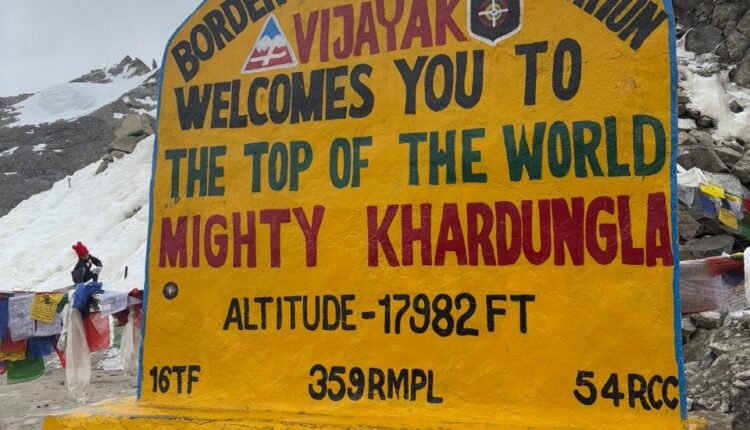 BORDER
VIJAYAK
WELCOMES YOU TO
THE TOP OF THE WORLD
MIGHTY KHARDUNGLA
ALTITUDE - 17982 FT
16TF 359RMPL 54RCC